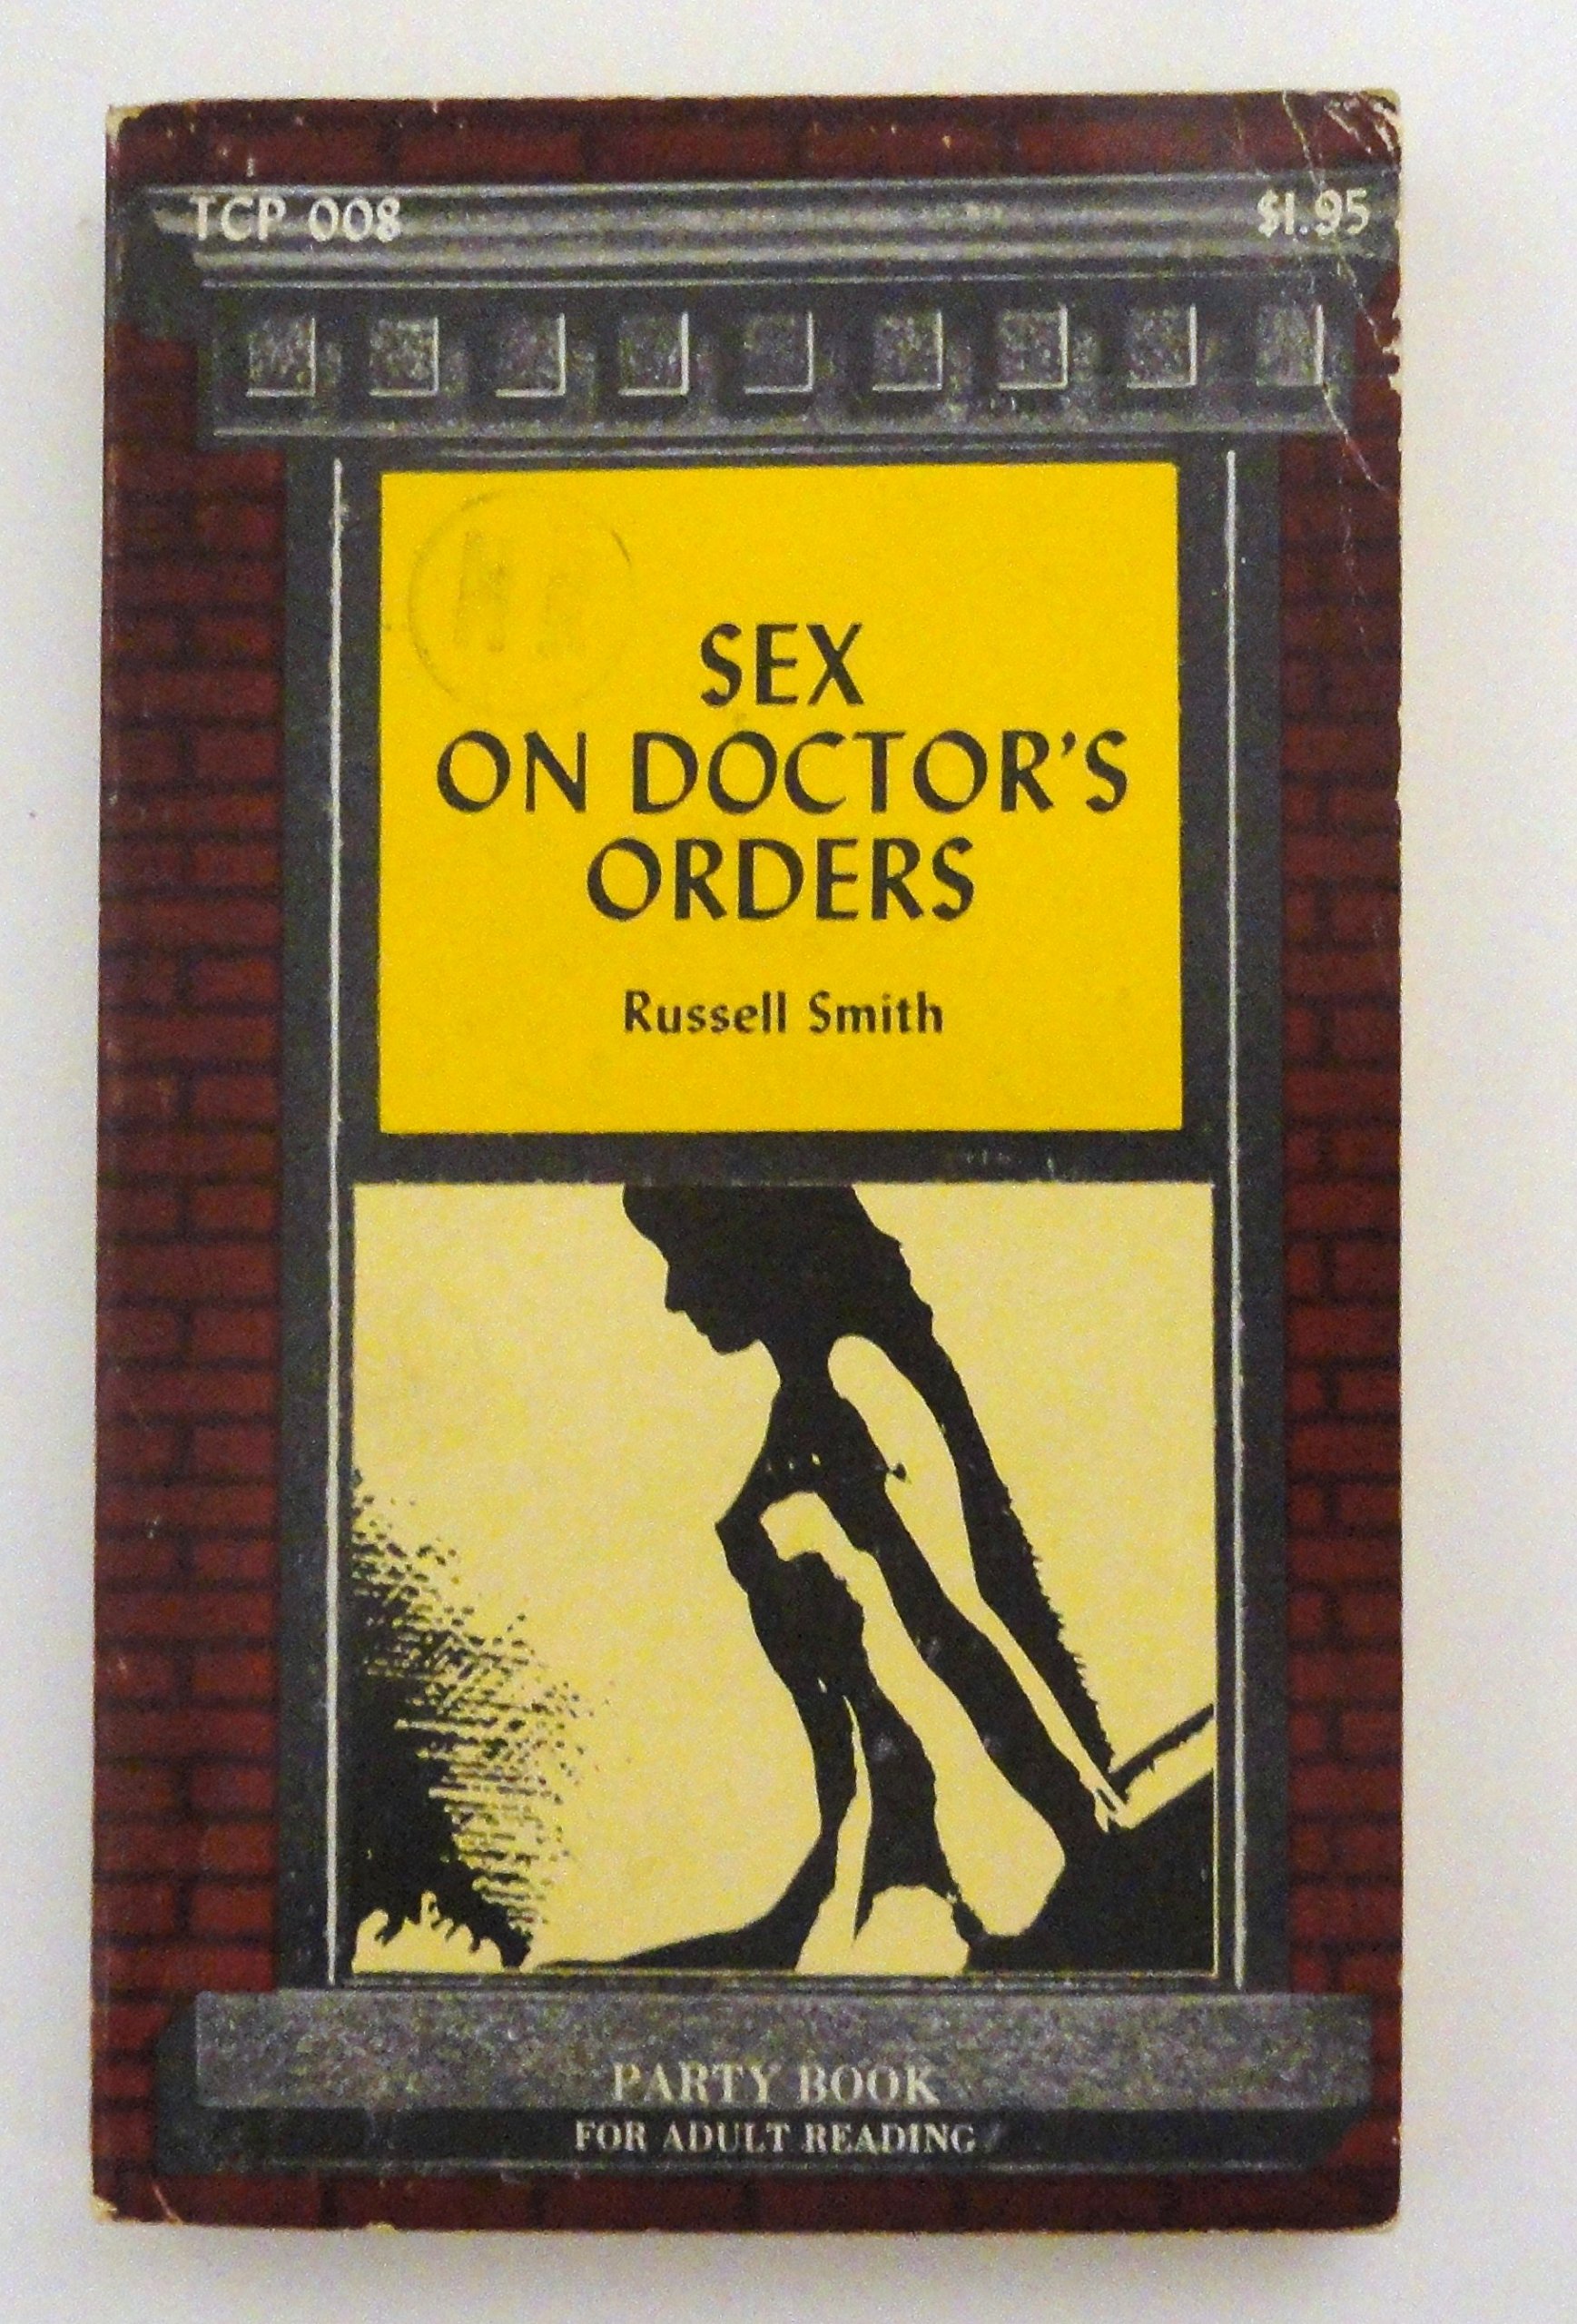 TCP 008 $1.95
SEX
ON DOCTOR'S
ORDERS
Russell Smith
PARTY BOOK
FOR ADULT READING